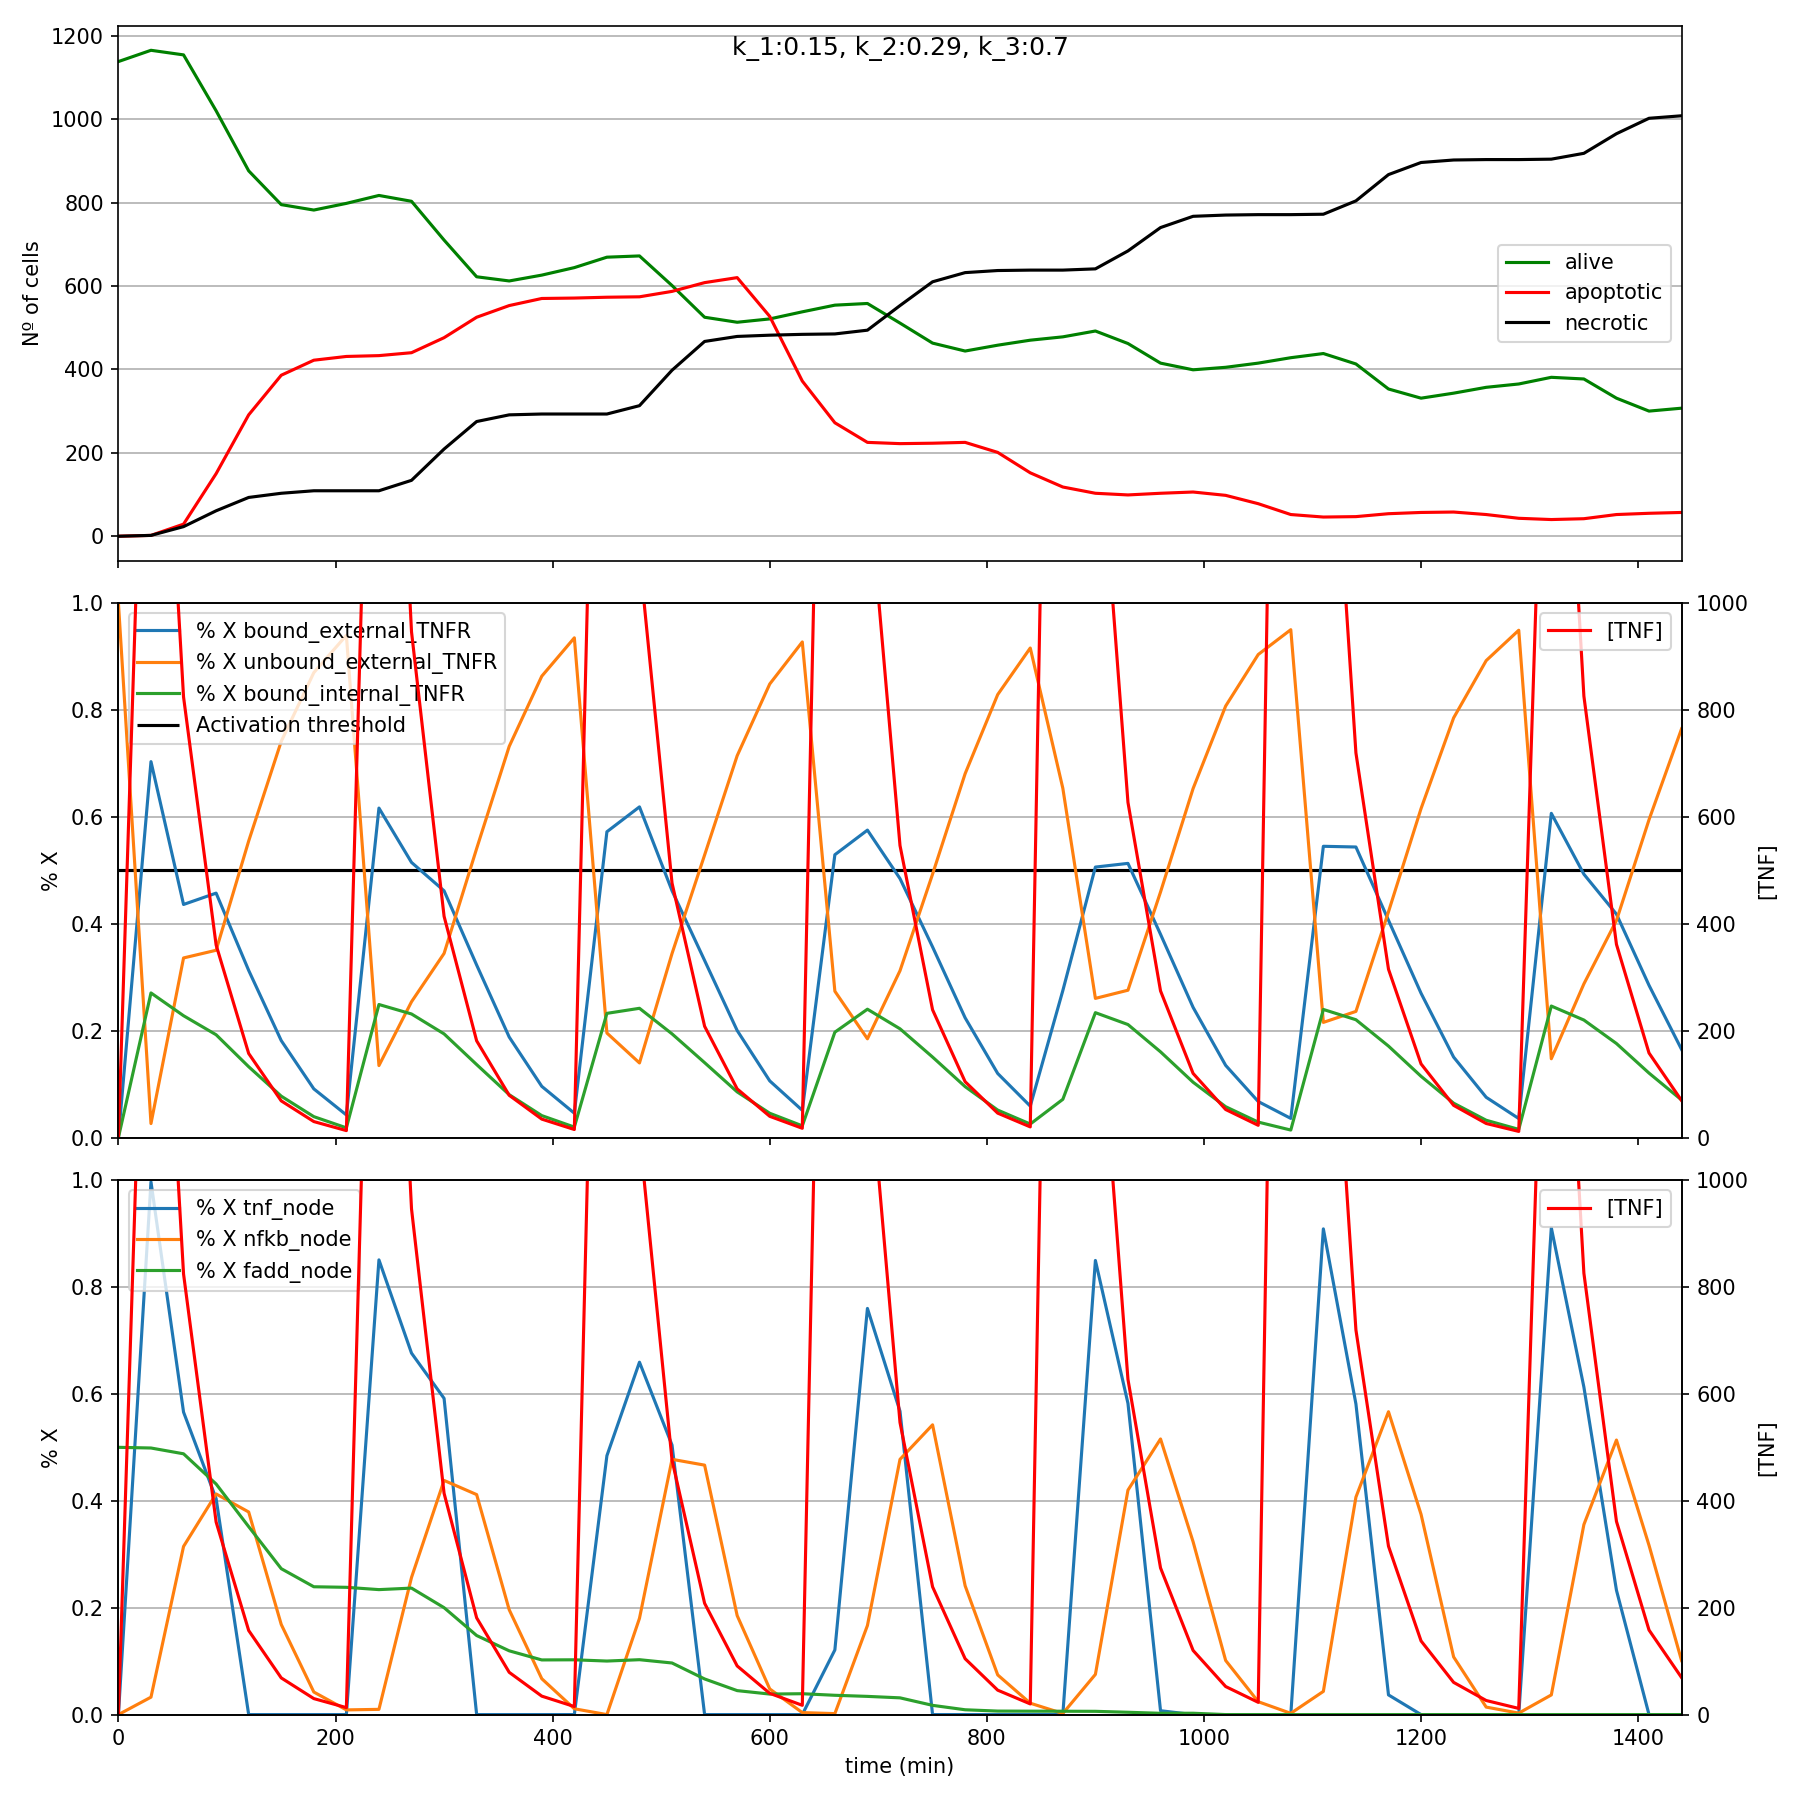 k_1:0.15, k_2:0.29, k_3:0.7
1200
1000
800
600
400
200
0
Nº of cells
alive
apoptotic
necrotic
1.0
0.8
0.6
0.4
0.2
0.0
% X
% X bound_external_TNFR
% X unbound_external_TNFR
% X bound_internal_TNFR
Activation threshold
[TNF]
1000
800
600
400
200
0
[TNF]
1.0
0.8
0.6
0.4
0.2
0.0
% X
% X tnf_node
% X nfkb_node
% X fadd_node
[TNF]
1000
800
600
400
200
0
[TNF]
0 200 400 600 800 1000 1200 1400
time (min)